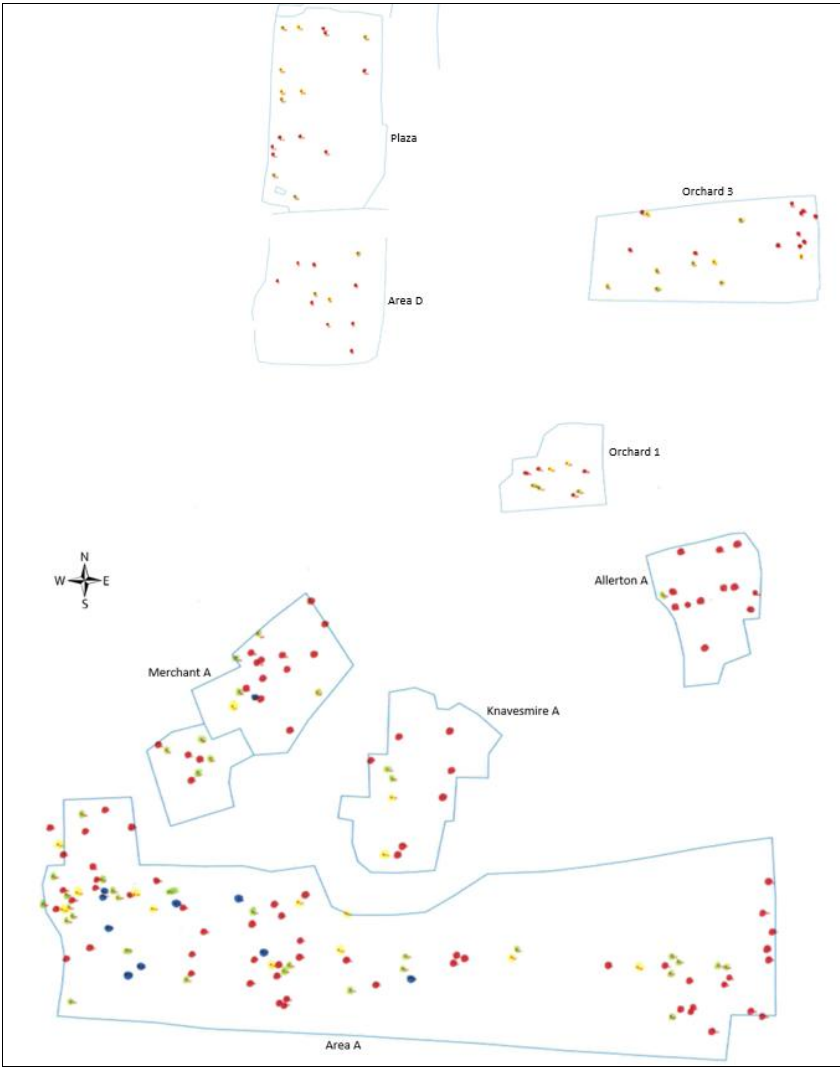 Plaza
Orchard 3
Area D
Orchard 1
N
W E
S
Allerton A
Merchant A
Knavesmire A
Area A